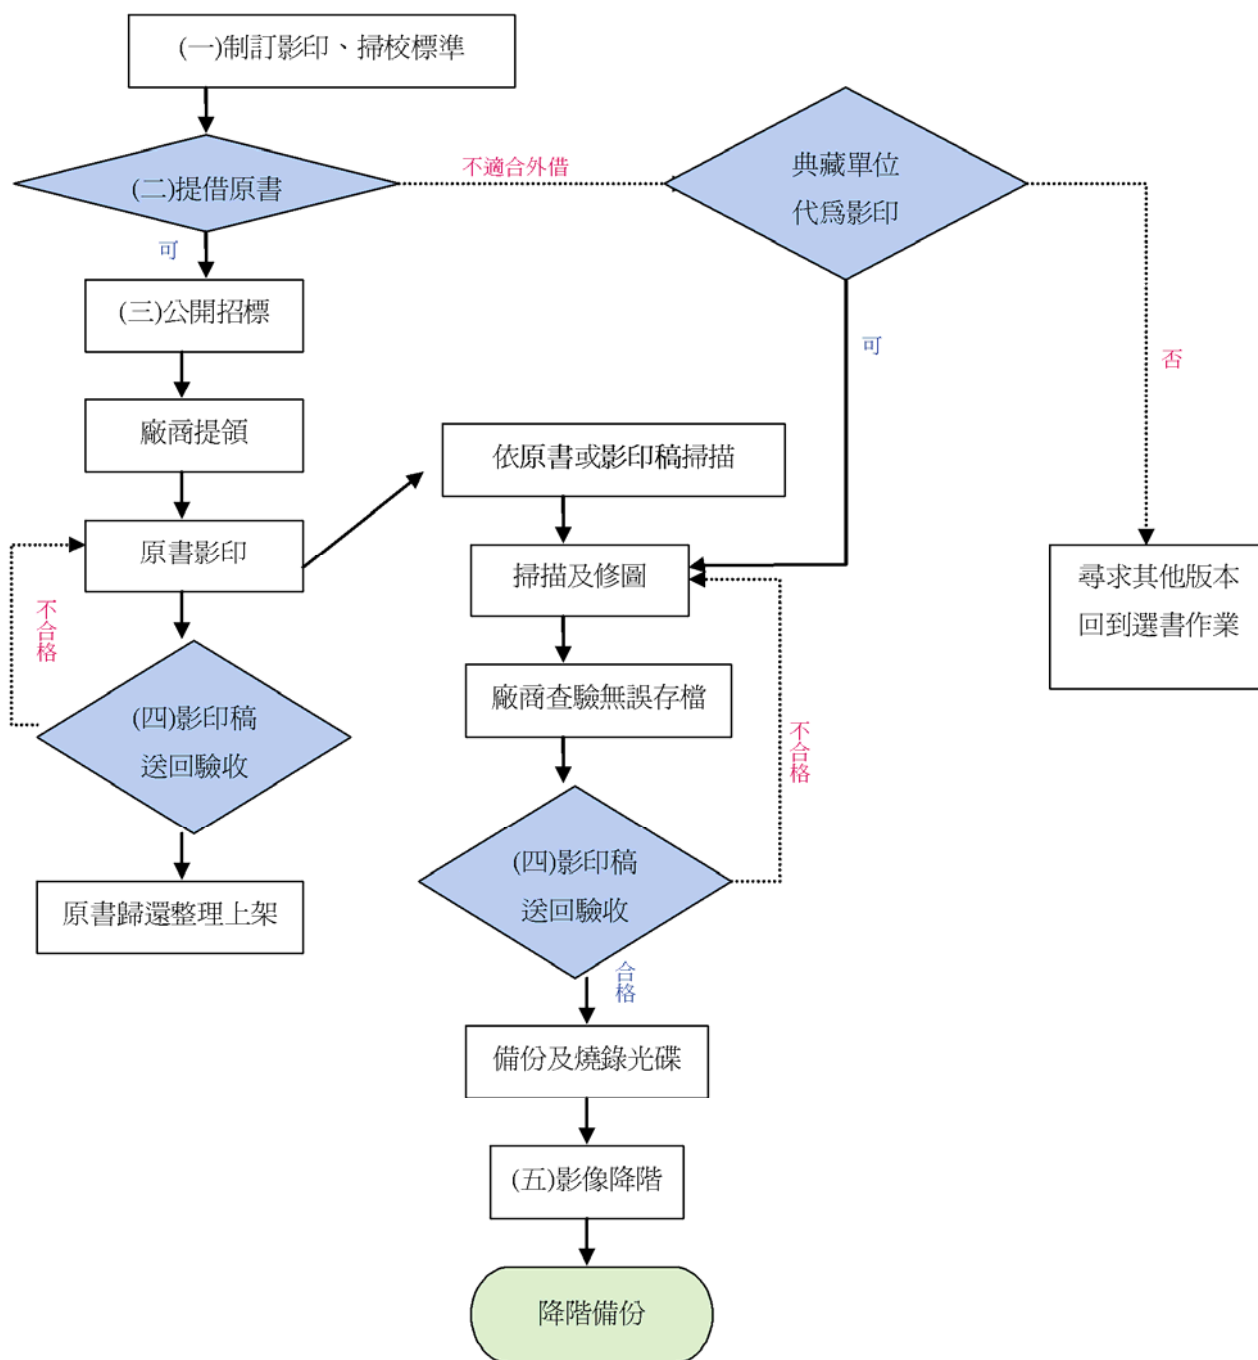 (一)制訂影印、掃校標準
(二)提借原書
不適合外借
典藏單位
代為影印
可
(三)公開招標
可
否
廠商提領
依原書或影印稿掃描
原書影印
掃描及修圖
尋求其他版本
回到選書作業
不合格
廠商查驗無誤存檔
(四)影印稿
送回驗收
不合格
(四)影印稿
送回驗收
原書歸還整理上架
合格
備份及燒錄光碟
(五)影像降階
降階備份